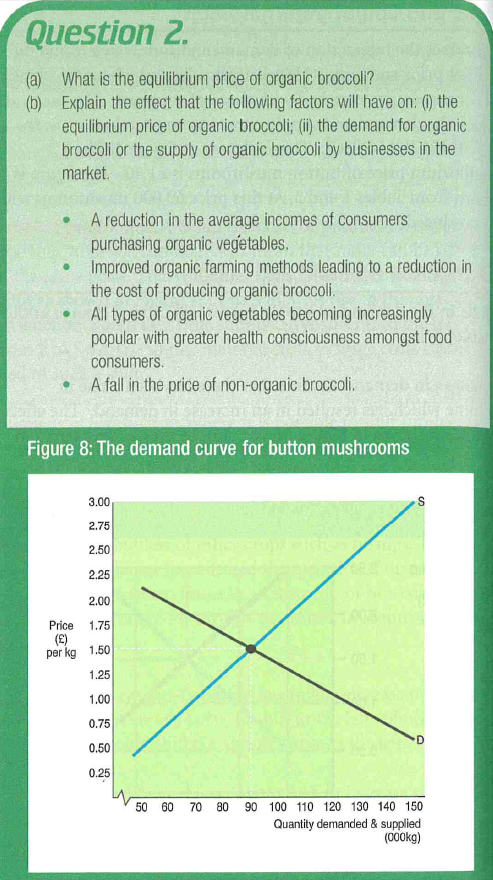 Question 2.
(a) What is the equilibrium price of organic broccoli?
(b) Explain the effect that the following factors will have on: (i) the
equilibrium price of organic broccoli; (ii) the demand for organic
broccoli or the supply of organic broccoli by businesses in the
market.
• A reduction in the average incomes of consumers
purchasing organic vegetables.
• Improved organic farming methods leading to a reduction in
the cost of producing organic broccoli.
• All types of organic vegetables becoming increasingly
popular with greater health consciousness amongst food
consumers.
• A fall in the price of non-organic broccoli.
Figure 8: The demand curve for button mushrooms
3.00
S
2.75
2.50
2.25
2.00
Price
(£)
per kg
1.75
1.50
1.25
1.00
0.75
D
0.50
0.25
50 60 70 80 90 100 110 120 130 140 150
Quantity demanded & supplied
(000kg)